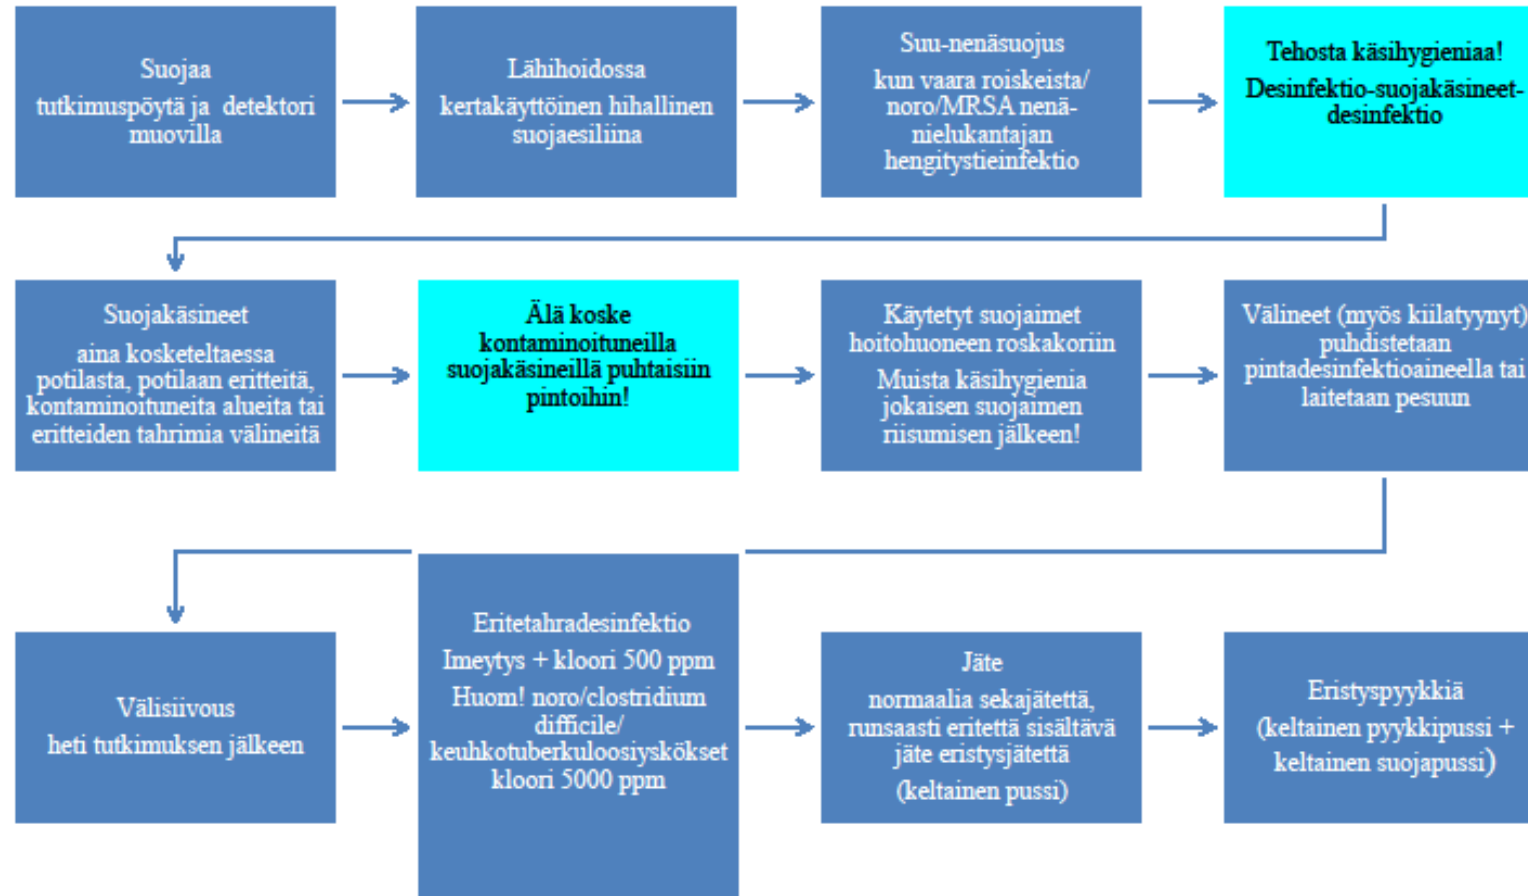 Suojaa
tutkimuspöytä ja detektori
muovilla
Lähihoidossa
kertakäyttöinen hihallinen
suojaesiliina
Suu-nenäsuojus
kun vaara roiskeista/
noro/MRSA nenä-
nielukantajan
hengitystieinfektio
Tehosta käsihygieniaa!
Desinfektio-suojakäsineet-
desinfektio
Suojakäsineet
aina kosketeltaessa
potilasta, potilaan eritteitä,
kontaminoituneita alueita tai
eritteiden tahrimia välineitä
Älä koske
kontaminoituneilla
suojakäsineillä puhtaisiin
pintoihin!
Käytetyt suojaimet
hoitohuoneen roskakoriin
Muista käsihygienia
jokaisen suojaimen
riisumisen jälkeen!
Välineet (myös kiilatyynyt)
puhdistetaan
pintadesinfektioaineella tai
laitetaan pesuun
Välisiivous
heti tutkimuksen jälkeen
Eritetahradesinfektio
Imeytys + kloori 500 ppm
Huom! noro/clostridium
difficile/
keuhkotuberkuloosiyskökset
kloori 5000 ppm
Jäte
normaalia sekajätettä,
runsaasti eritettä sisältävä
jäte eristysjätettä
(keltainen pussi)
Eristyspyykkiä
(keltainen pyykkipussi +
keltainen suojapussi)